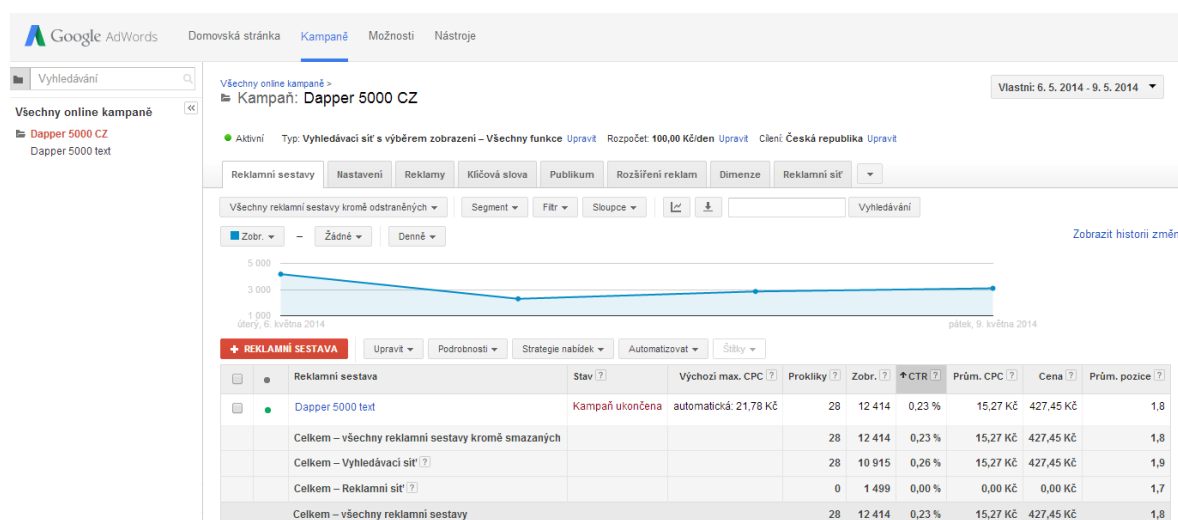 Google AdWords Domovská stránka Kampaně Možnosti Nástroje
Vyhledávání
Všechny online kampaně
Dapper 5000 CZ
Dapper 5000 text
Všechny online kampaně >
Kampaň: Dapper 5000 CZ
Vlastní: 6. 5. 2014 - 9. 5. 2014
Aktivní Typ: Vyhledávací síť s výběrem zobrazení – Všechny funkce Upravit Rozpočet: 100,00 Kč/den Upravit Cílení: Česká republika Upravit
Reklamní sestavy Nastavení Reklamy Klíčová slova Publikum Rozšíření reklam Dimenze Reklamní síť
Všechny reklamní sestavy kromě odstraněných Segment Filtr Sloupce Vyhledávání
Zobr. – Žádné Denně
Zobrazit historii změn
5 000
3 000
1 000
úterý, 6. května 2014 pátek, 9. května 2014
+ REKLAMNÍ SESTAVA Upravit Podrobnosti Strategie nabídek Automatizovat Štítky
Reklamní sestava Stav ? Výchozí max. CPC ? Prokliky ? Zobr. ? ↑CTR ? Prům. CPC ? Cena ? Prům. pozice ?
Dapper 5000 text Kampaň ukončena automatická: 21,78 Kč 28 12 414 0,23 % 15,27 Kč 427,45 Kč 1,8
Celkem – všechny reklamní sestavy kromě smazaných 28 12 414 0,23 % 15,27 Kč 427,45 Kč 1,8
Celkem – Vyhledávací síť ? 28 10 915 0,26 % 15,27 Kč 427,45 Kč 1,9
Celkem – Reklamní síť ? 0 1 499 0,00 % 0,00 Kč 0,00 Kč 1,7
Celkem – všechny reklamní sestavy 28 12 414 0,23 % 15,27 Kč 427,45 Kč 1,8